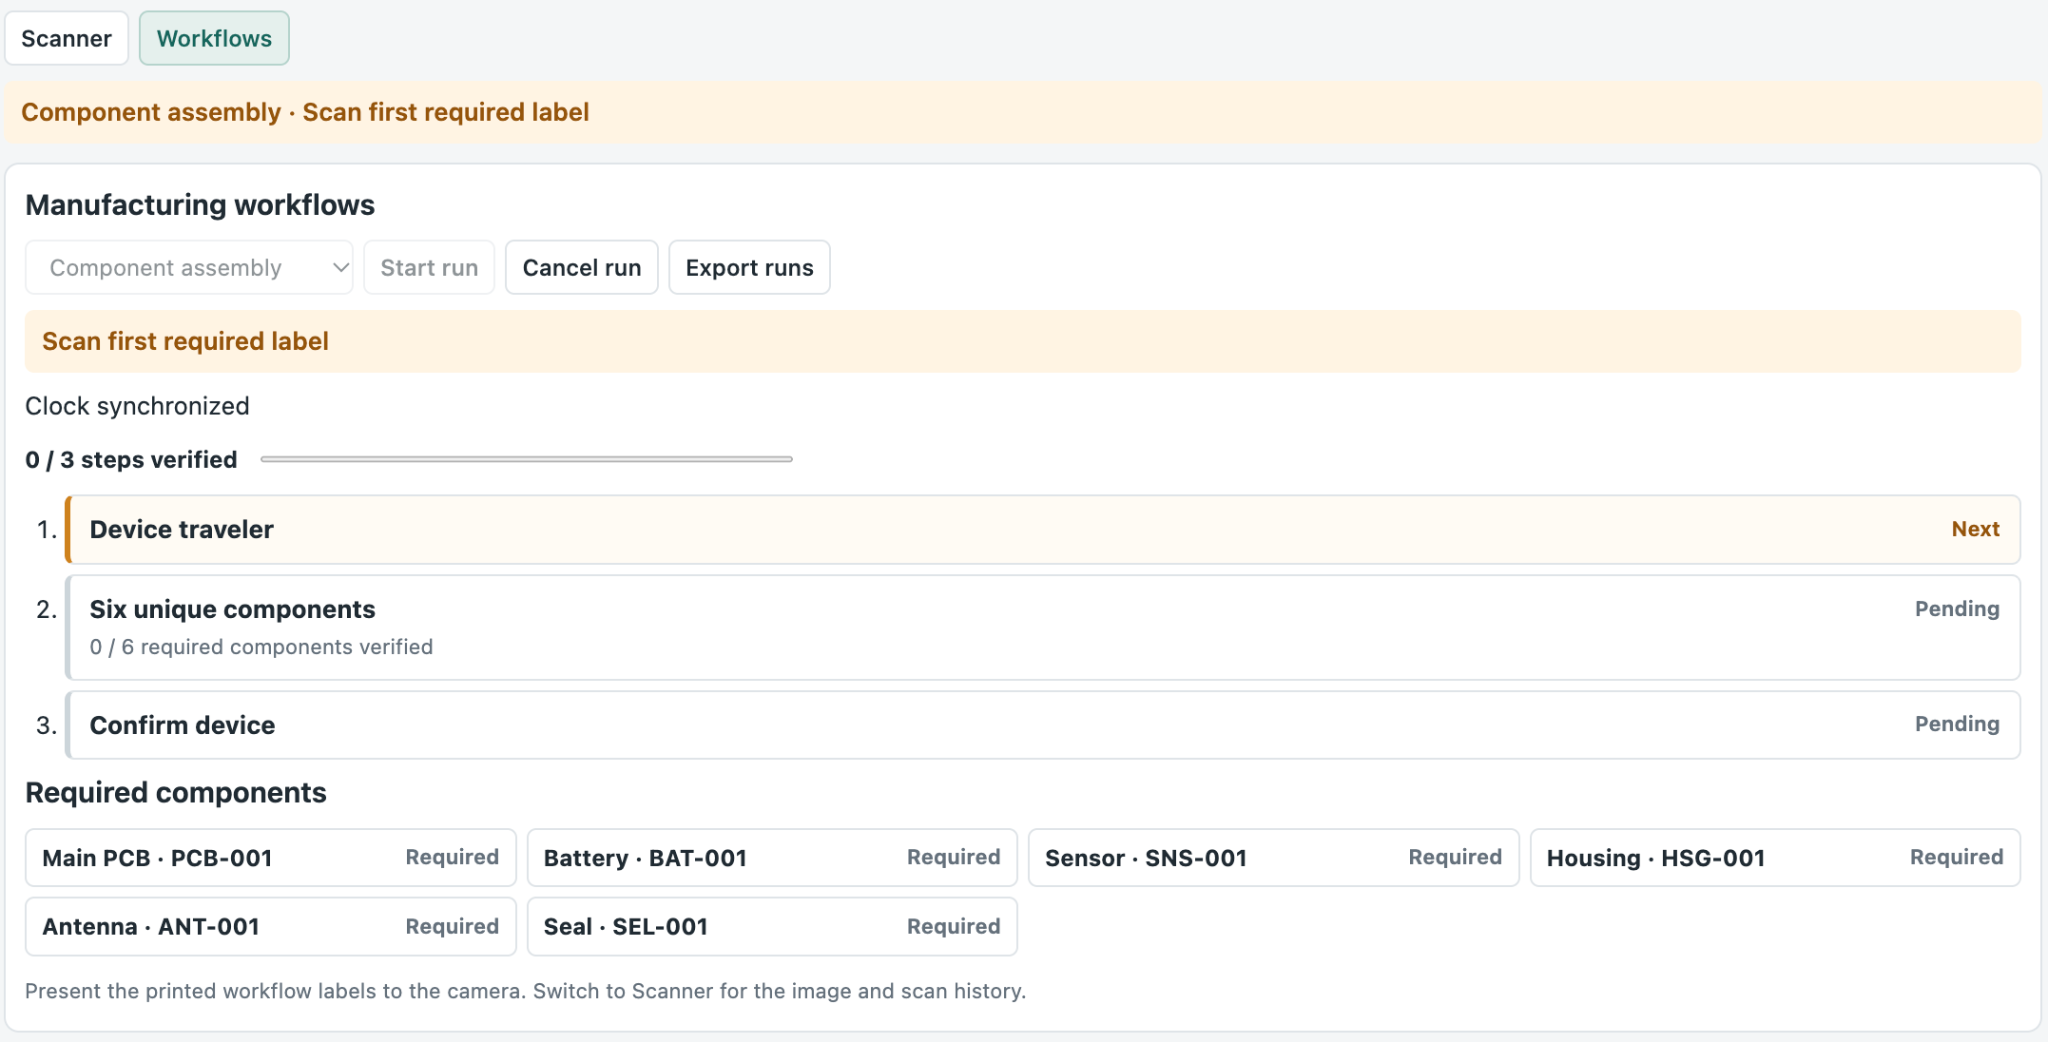 Scanner Workflows
Component assembly · Scan first required label
Manufacturing workflows
Component assembly Start run Cancel run Export runs
Scan first required label
Clock synchronized
0 / 3 steps verified
1. Device traveler Next
2. Six unique components Pending
0 / 6 required components verified
3. Confirm device Pending
Required components
Main PCB · PCB-001 Required Battery · BAT-001 Required Sensor · SNS-001 Required Housing · HSG-001 Required
Antenna · ANT-001 Required Seal · SEL-001 Required
Present the printed workflow labels to the camera. Switch to Scanner for the image and scan history.